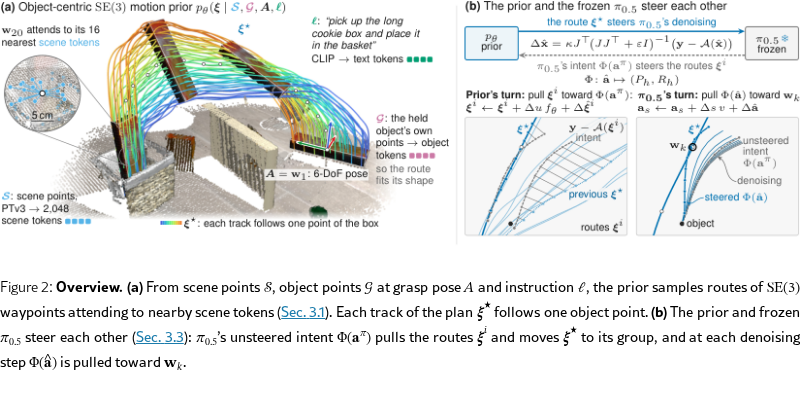 (a) Object-centric SE(3) motion prior pθ(ξ | S, G, A, ℓ)
w20 attends to its 16
nearest scene tokens
5 cm
ξ★
ℓ: "pick up the long
cookie box and place it
in the basket"
CLIP → text tokens
G: the held
object's own
points → object
tokens
so the route
fits its shape
A = w1: 6-DoF pose
S: scene points,
PTv3 → 2,048
scene tokens
ξ★: each track follows one point of the box
(b) The prior and the frozen π0.5 steer each other
the route ξ★ steers π0.5's denoising
pθ
prior
Δx̂ = κJ⊤(JJ⊤ + εI)−1(y − A(x̂))
π0.5 ❄
frozen
π0.5's intent Φ(aπ) steers the routes ξi
Φ: â ↦ (Ph, Rh)
Prior's turn: pull ξi toward Φ(aπ):
ξi ← ξi + Δu fθ + Δξ̂i
π0.5's turn: pull Φ(â) toward wk
as ← as + Δs v + Δâ
ξ★
y − A(ξi)
intent
previous ξ★
routes ξi
ξ★
wk
unsteered
intent
Φ(aπ)
denoising
steered Φ(â)
object
Figure 2: Overview. (a) From scene points S, object points G at grasp pose A and instruction ℓ, the prior samples routes of SE(3)
waypoints attending to nearby scene tokens (Sec. 3.1). Each track of the plan ξ★ follows one object point. (b) The prior and frozen
π0.5 steer each other (Sec. 3.3): π0.5's unsteered intent Φ(aπ) pulls the routes ξi and moves ξ★ to its group, and at each denoising
step Φ(â) is pulled toward wk.